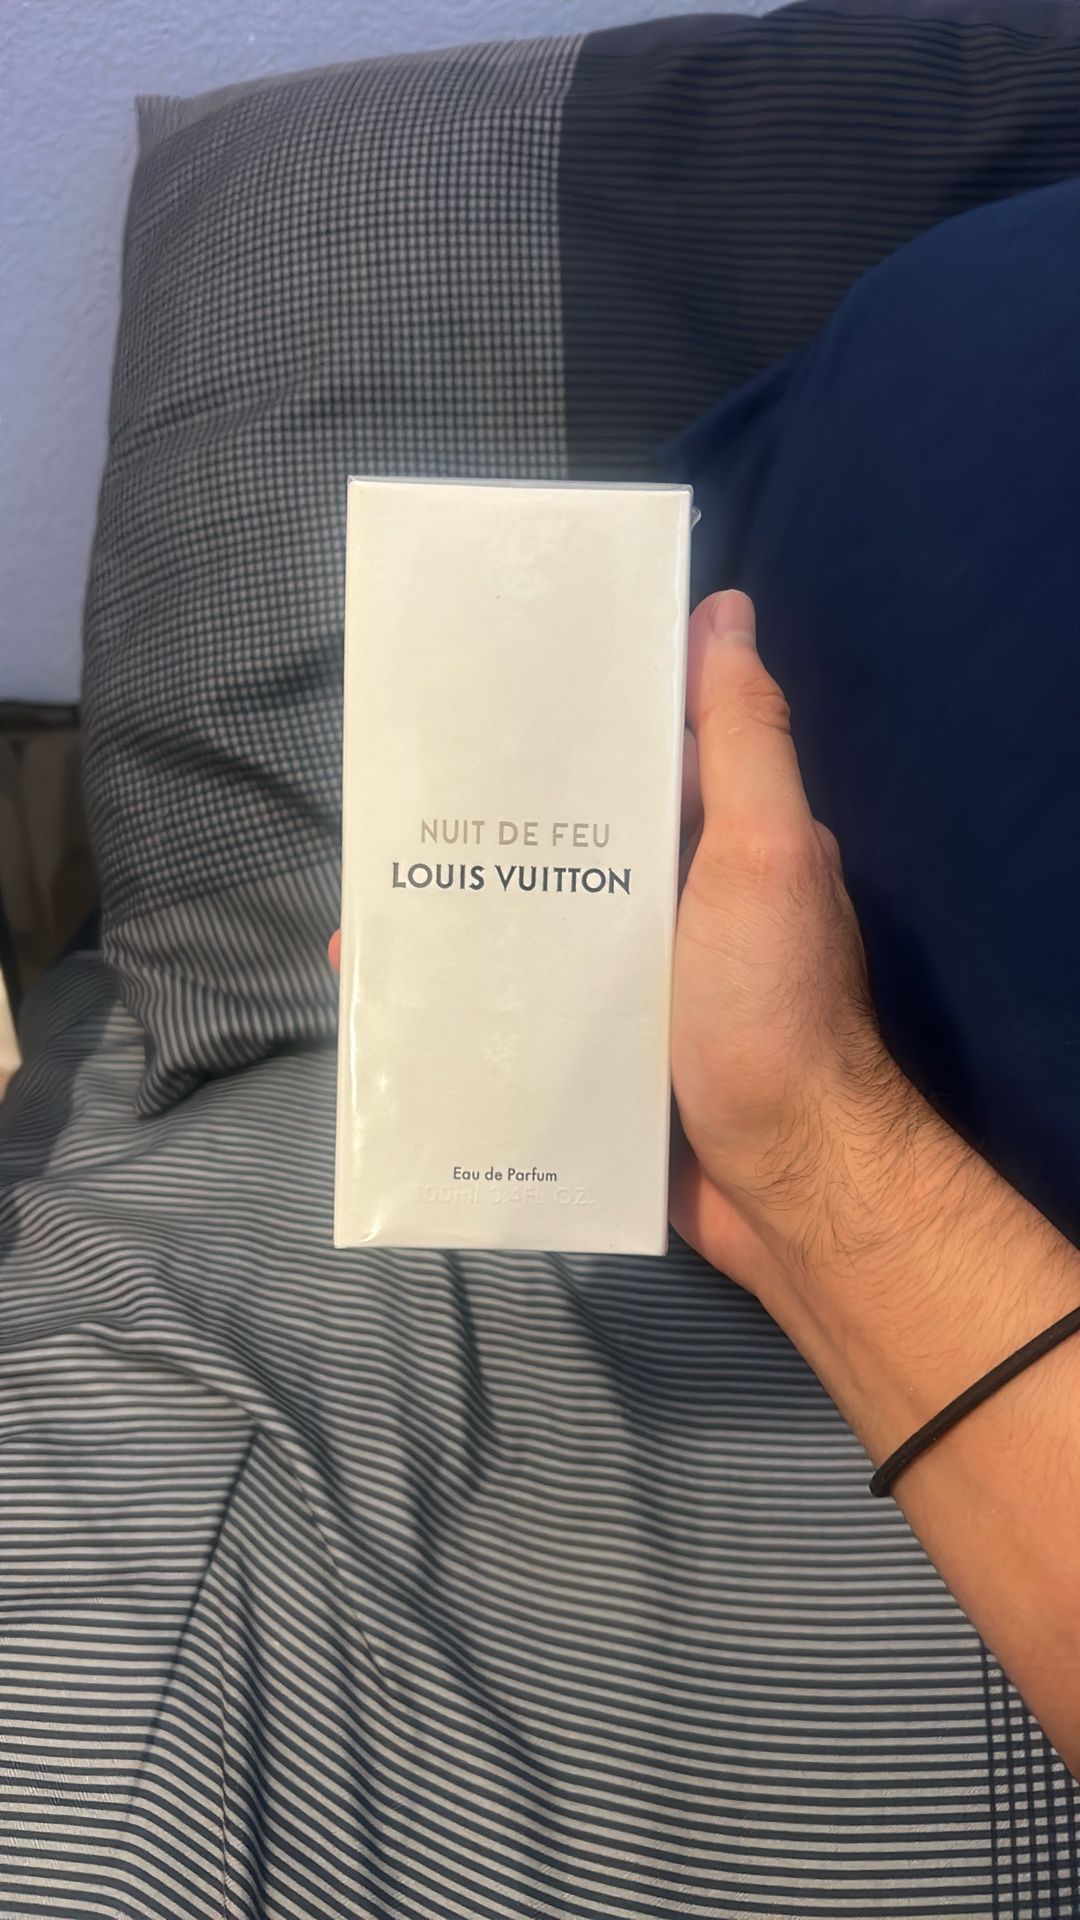 NUIT DE FEU
LOUIS VUITTON
Eau de Parfum
100ml 3.4FL. OZ.